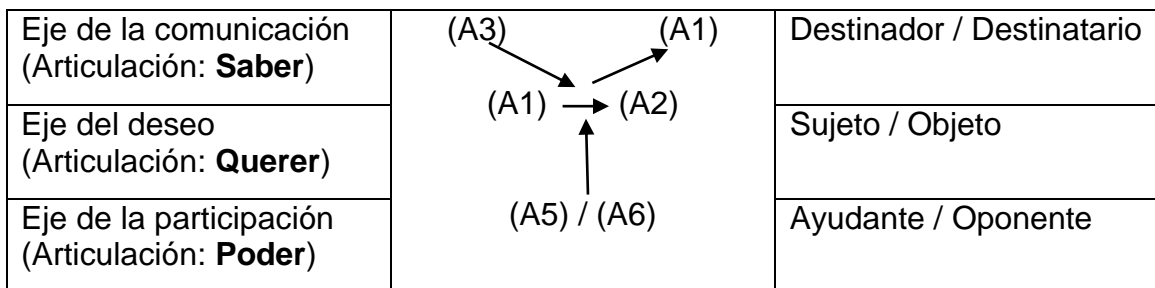 Eje de la comunicación
(Articulación: Saber)
(A3) (A1)
Destinador / Destinatario
(A1) (A2)
Eje del deseo
(Articulación: Querer)
Sujeto / Objeto
Eje de la participación
(Articulación: Poder)
(A5) / (A6)
Ayudante / Oponente